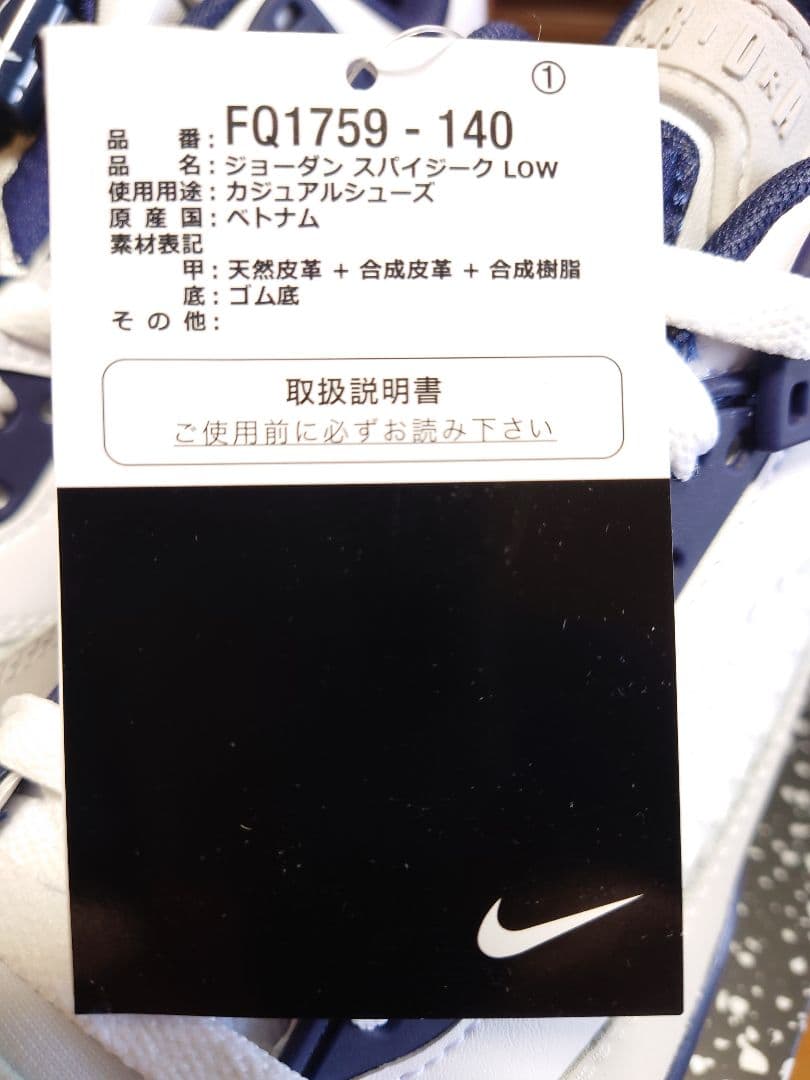 ①
品番：FQ1759 - 140
品名：ジョーダン スパイジーク LOW
使用用途：カジュアルシューズ
原産国：ベトナム
素材表記
甲：天然皮革 + 合成皮革 + 合成樹脂
底：ゴム底
その他：
取扱説明書
ご使用前に必ずお読み下さい